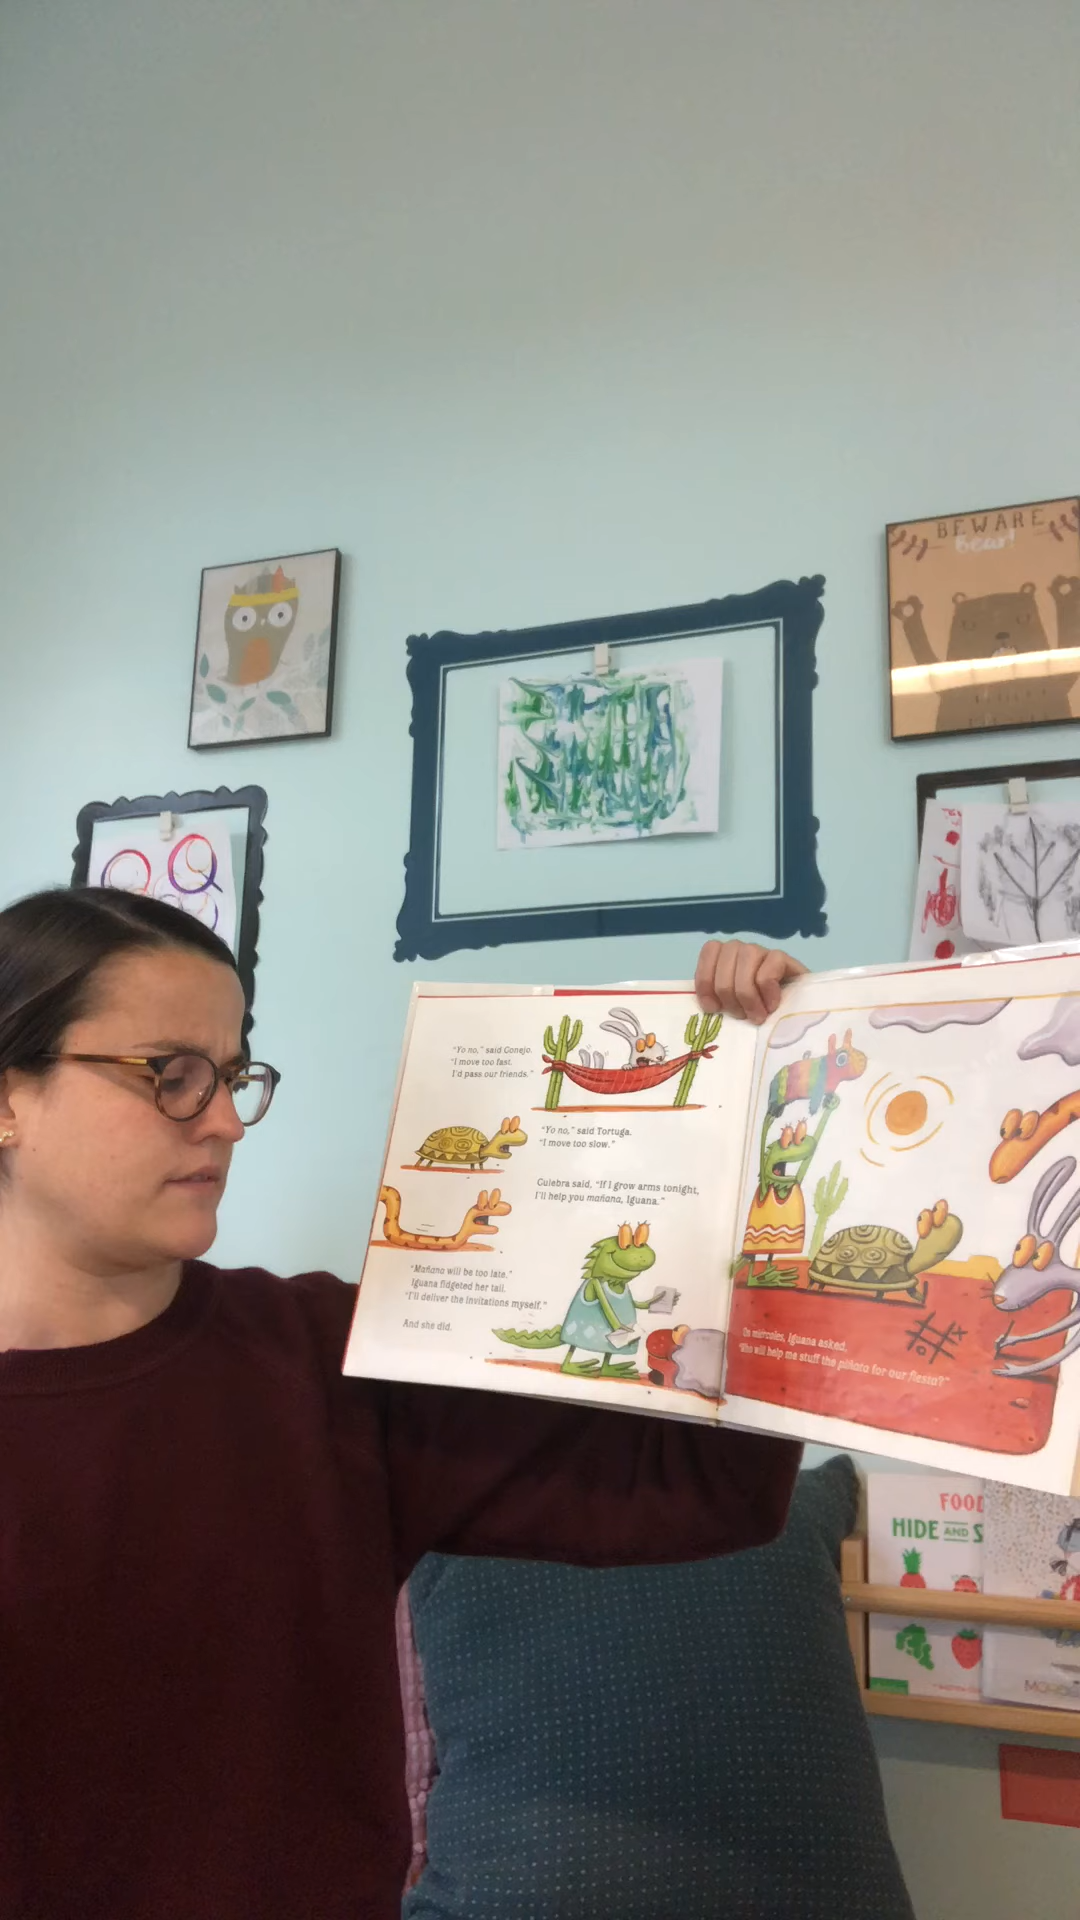 BEWARE
Bear!
"Yo no," said Conejo.
"I move too fast.
I'd pass our friends."
"Yo no," said Tortuga.
"I move too slow."
Culebra said, "If I grow arms tonight,
I'll help you mañana, Iguana."
"Mañana will be too late."
Iguana fidgeted her tail.
"I'll deliver the invitations myself."
And she did.
On miércoles, Iguana asked,
"Who will help me stuff the piñata for our fiesta?"
FOOD
HIDE AND S